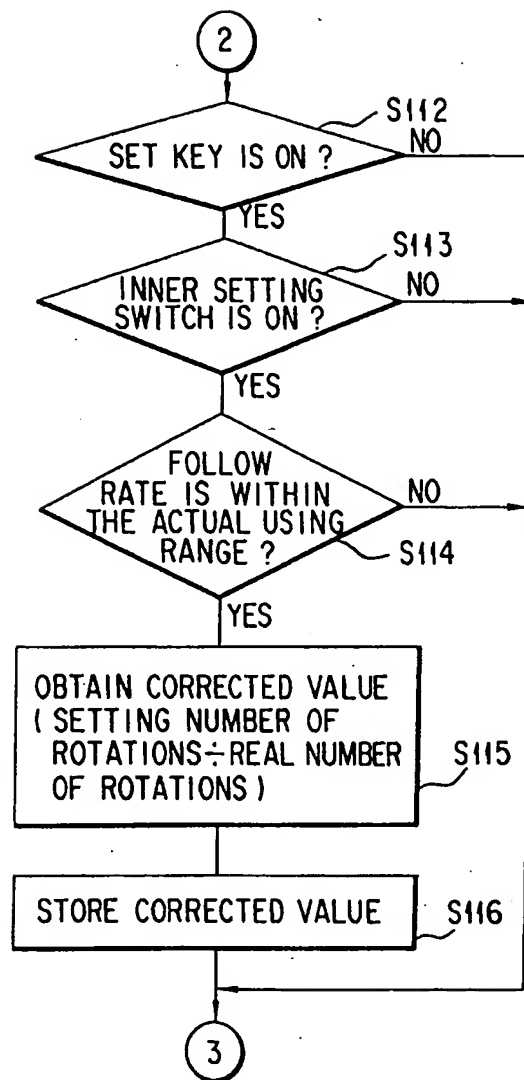 2
S112
SET KEY IS ON ?
NO
YES
S113
INNER SETTING
SWITCH IS ON ?
NO
YES
FOLLOW
RATE IS WITHIN
THE ACTUAL USING
RANGE ?
NO
S114
YES
OBTAIN CORRECTED VALUE
( SETTING NUMBER OF
ROTATIONS÷REAL NUMBER
OF ROTATIONS )
S115
STORE CORRECTED VALUE
S116
3